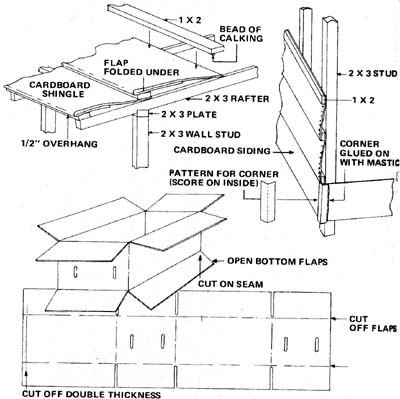 1 X 2
BEAD OF
CALKING
FLAP
FOLDED UNDER
CARDBOARD
SHINGLE
2 X 3 STUD
1 X 2
2 X 3 RAFTER
2 X 3 PLATE
2 X 3 WALL STUD
1/2" OVERHANG
CARDBOARD SIDING
CORNER
GLUED ON
WITH MASTIC
PATTERN FOR CORNER
(SCORE ON INSIDE)
OPEN BOTTOM FLAPS
CUT ON SEAM
CUT
OFF FLAPS
CUT OFF DOUBLE THICKNESS